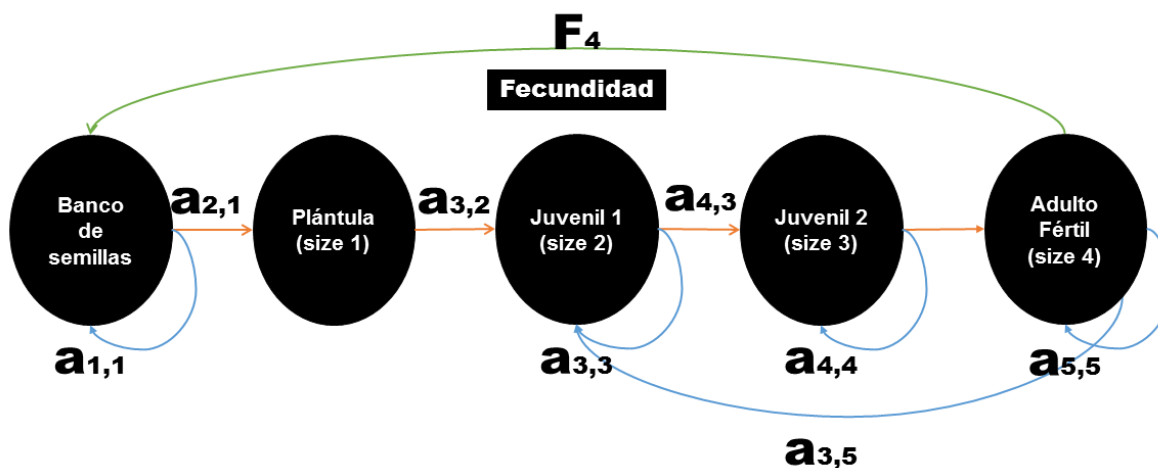 F4
Fecundidad
Banco
de
semillas
a2,1
Plántula
(size 1)
a3,2
Juvenil 1
(size 2)
a4,3
Juvenil 2
(size 3)
Adulto
Fértil
(size 4)
a1,1
a3,3
a4,4
a5,5
a3,5